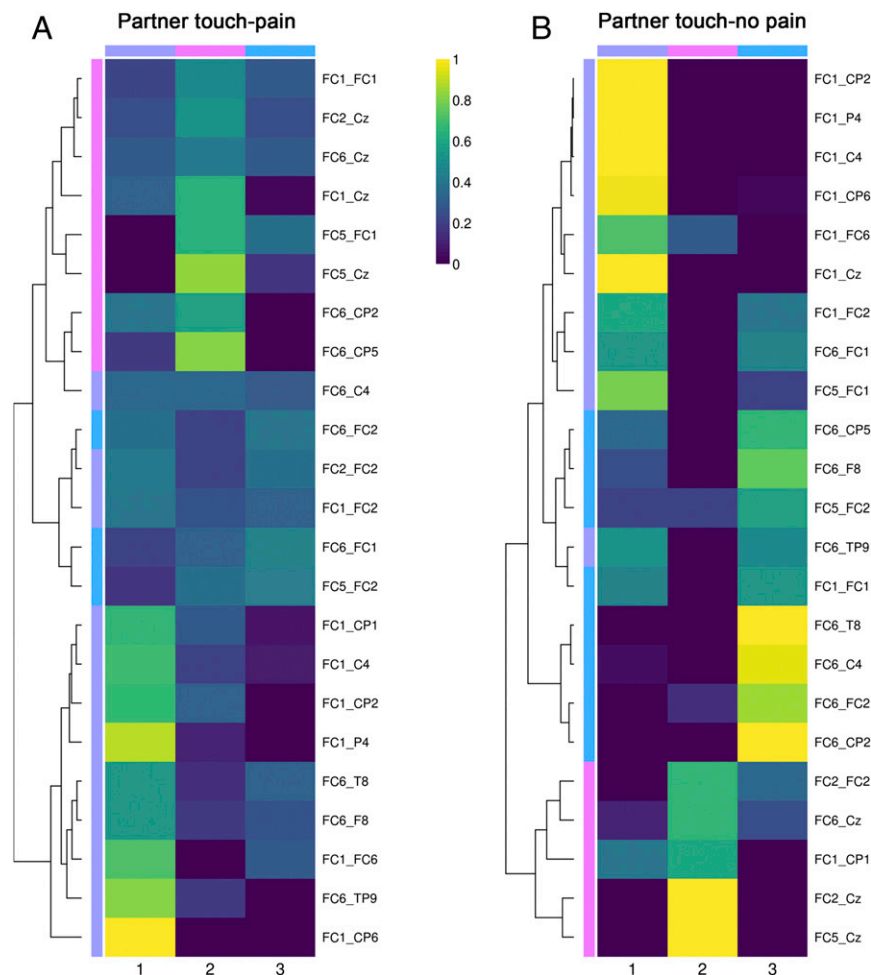 A
Partner touch-pain
FC1_FC1
FC2_Cz
FC6_Cz
FC1_Cz
FC5_FC1
FC5_Cz
FC6_CP2
FC6_CP5
FC6_C4
FC6_FC2
FC2_FC2
FC1_FC2
FC6_FC1
FC5_FC2
FC1_CP1
FC1_C4
FC1_CP2
FC1_P4
FC6_T8
FC6_F8
FC1_FC6
FC6_TP9
FC1_CP6
1 2 3
1
0.8
0.6
0.4
0.2
0
B
Partner touch-no pain
FC1_CP2
FC1_P4
FC1_C4
FC1_CP6
FC1_FC6
FC1_Cz
FC1_FC2
FC6_FC1
FC5_FC1
FC6_CP5
FC6_F8
FC5_FC2
FC6_TP9
FC1_FC1
FC6_T8
FC6_C4
FC6_FC2
FC6_CP2
FC2_FC2
FC6_Cz
FC1_CP1
FC2_Cz
FC5_Cz
1 2 3